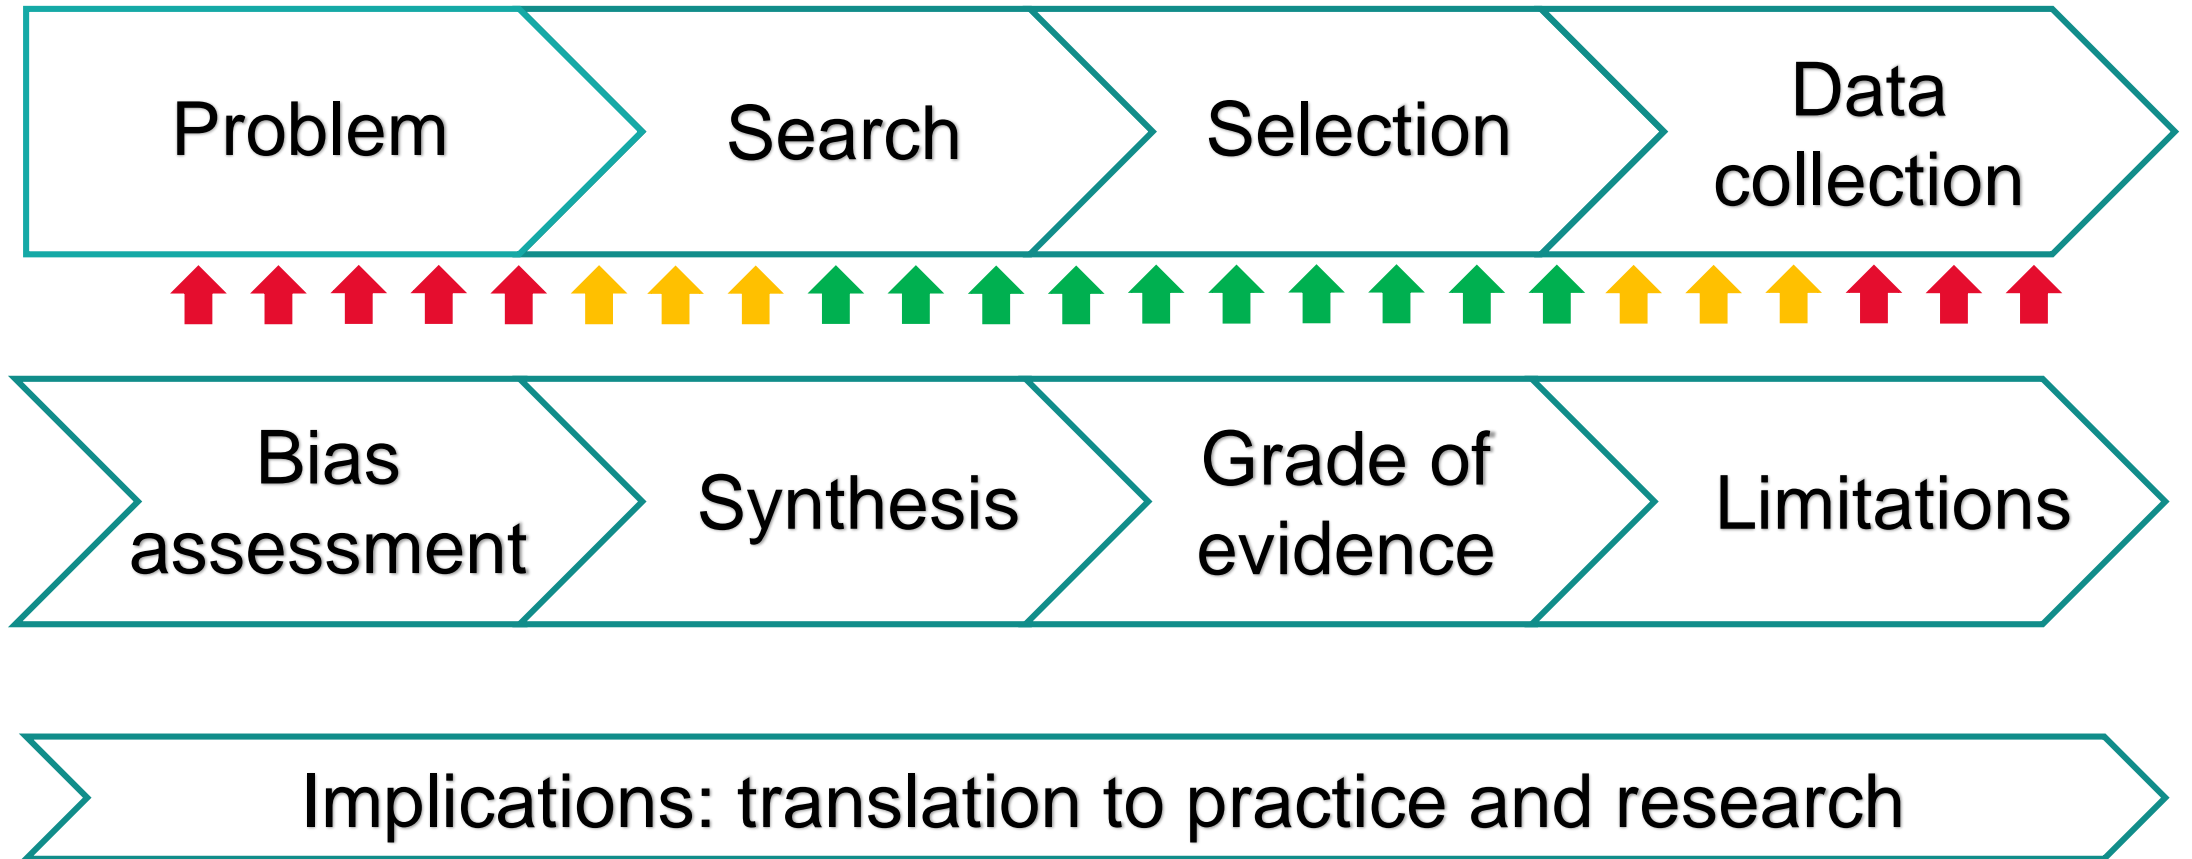 Problem
Search
Selection
Data
collection
Bias
assessment
Synthesis
Grade of
evidence
Limitations
Implications: translation to practice and research